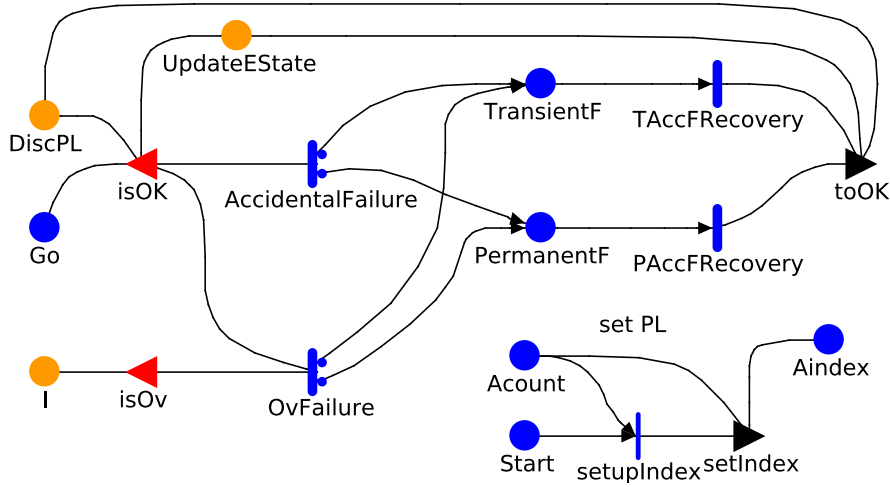 UpdateEState
DiscPL
TransientF
TAccFRecovery
isOK
AccidentalFailure
toOK
Go
PermanentF
PAccFRecovery
set PL
I
isOv
OvFailure
Acount
Aindex
Start
setupIndex
setIndex